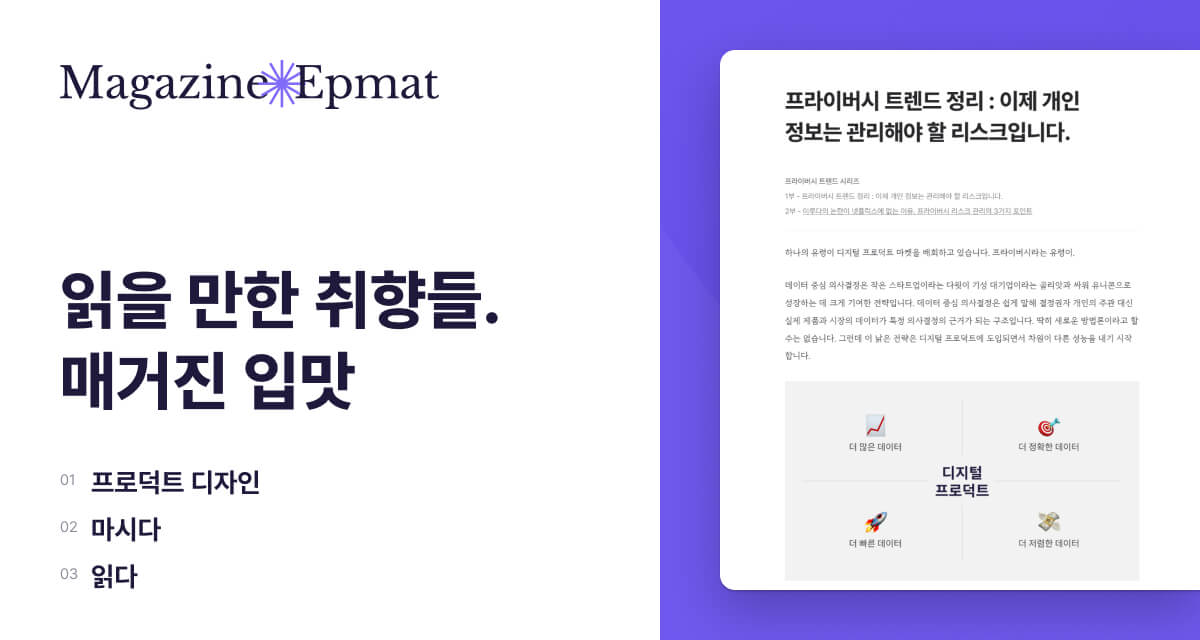 Magazine Epmat
읽을 만한 취향들.
매거진 입맛
01 프로덕트 디자인
02 마시다
03 읽다
프라이버시 트렌드 정리 : 이제 개인
정보는 관리해야 할 리스크입니다.
프라이버시 트렌드 시리즈
1부 - 프라이버시 트렌드 정리 : 이제 개인 정보는 관리해야 할 리스크입니다.
2부 - 이루다의 논란이 넷플릭스에 없는 이유, 프라이버시 리스크 관리의 3가지 포인트
하나의 유령이 디지털 프로덕트 마켓을 배회하고 있습니다. 프라이버시라는 유령이.
데이터 중심 의사결정은 작은 스타트업이라는 다윗이 기성 대기업이라는 골리앗과 싸워 유니콘으로
성장하는 데 크게 기여한 전략입니다. 데이터 중심 의사결정은 쉽게 말해 결정권자 개인의 주관 대신
실제 제품과 시장의 데이터가 특정 의사결정의 근거가 되는 구조입니다. 딱히 새로운 방법론이라고 할
수는 없습니다. 그런데 이 낡은 전략은 디지털 프로덕트에 도입되면서 차원이 다른 성능을 내기 시작
합니다.
더 많은 데이터
더 정확한 데이터
디지털
프로덕트
더 빠른 데이터
더 저렴한 데이터